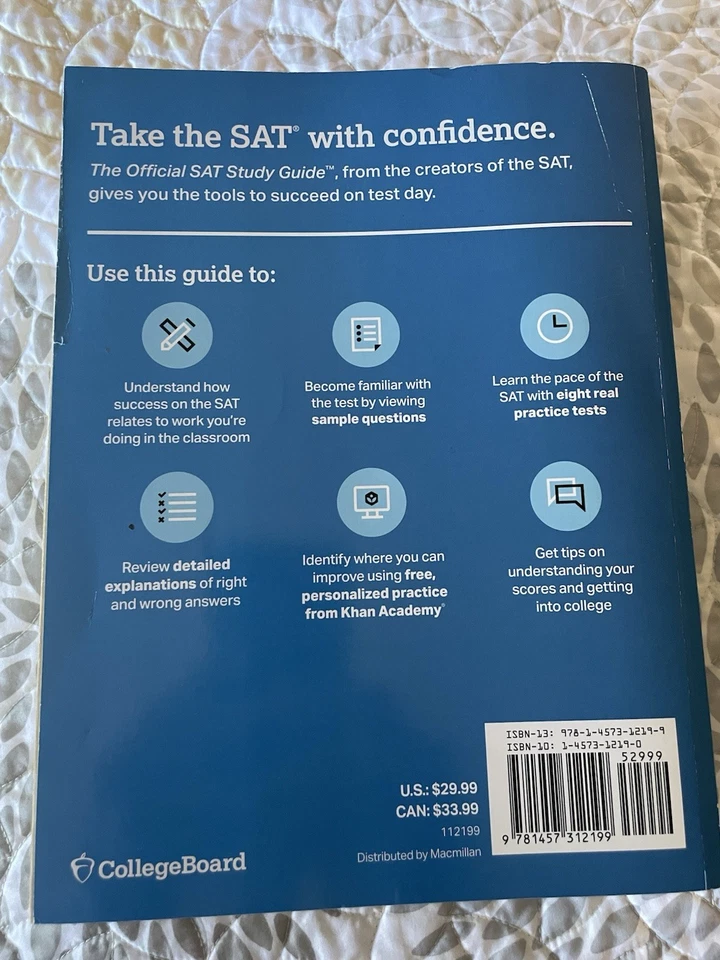 Take the SAT® with confidence.
The Official SAT Study Guide™, from the creators of the SAT,
gives you the tools to succeed on test day.
Use this guide to:
Understand how
success on the SAT
relates to work you're
doing in the classroom
Become familiar with
the test by viewing
sample questions
Learn the pace of the
SAT with eight real
practice tests
Review detailed
explanations of right
and wrong answers
Identify where you can
improve using free,
personalized practice
from Khan Academy®
Get tips on
understanding your
scores and getting
into college
ISBN-13: 978-1-4573-1219-9
ISBN-10: 1-4573-1219-0
52999
9 781457 312199
U.S.: $29.99
CAN: $33.99
112199
Distributed by Macmillan
CollegeBoard